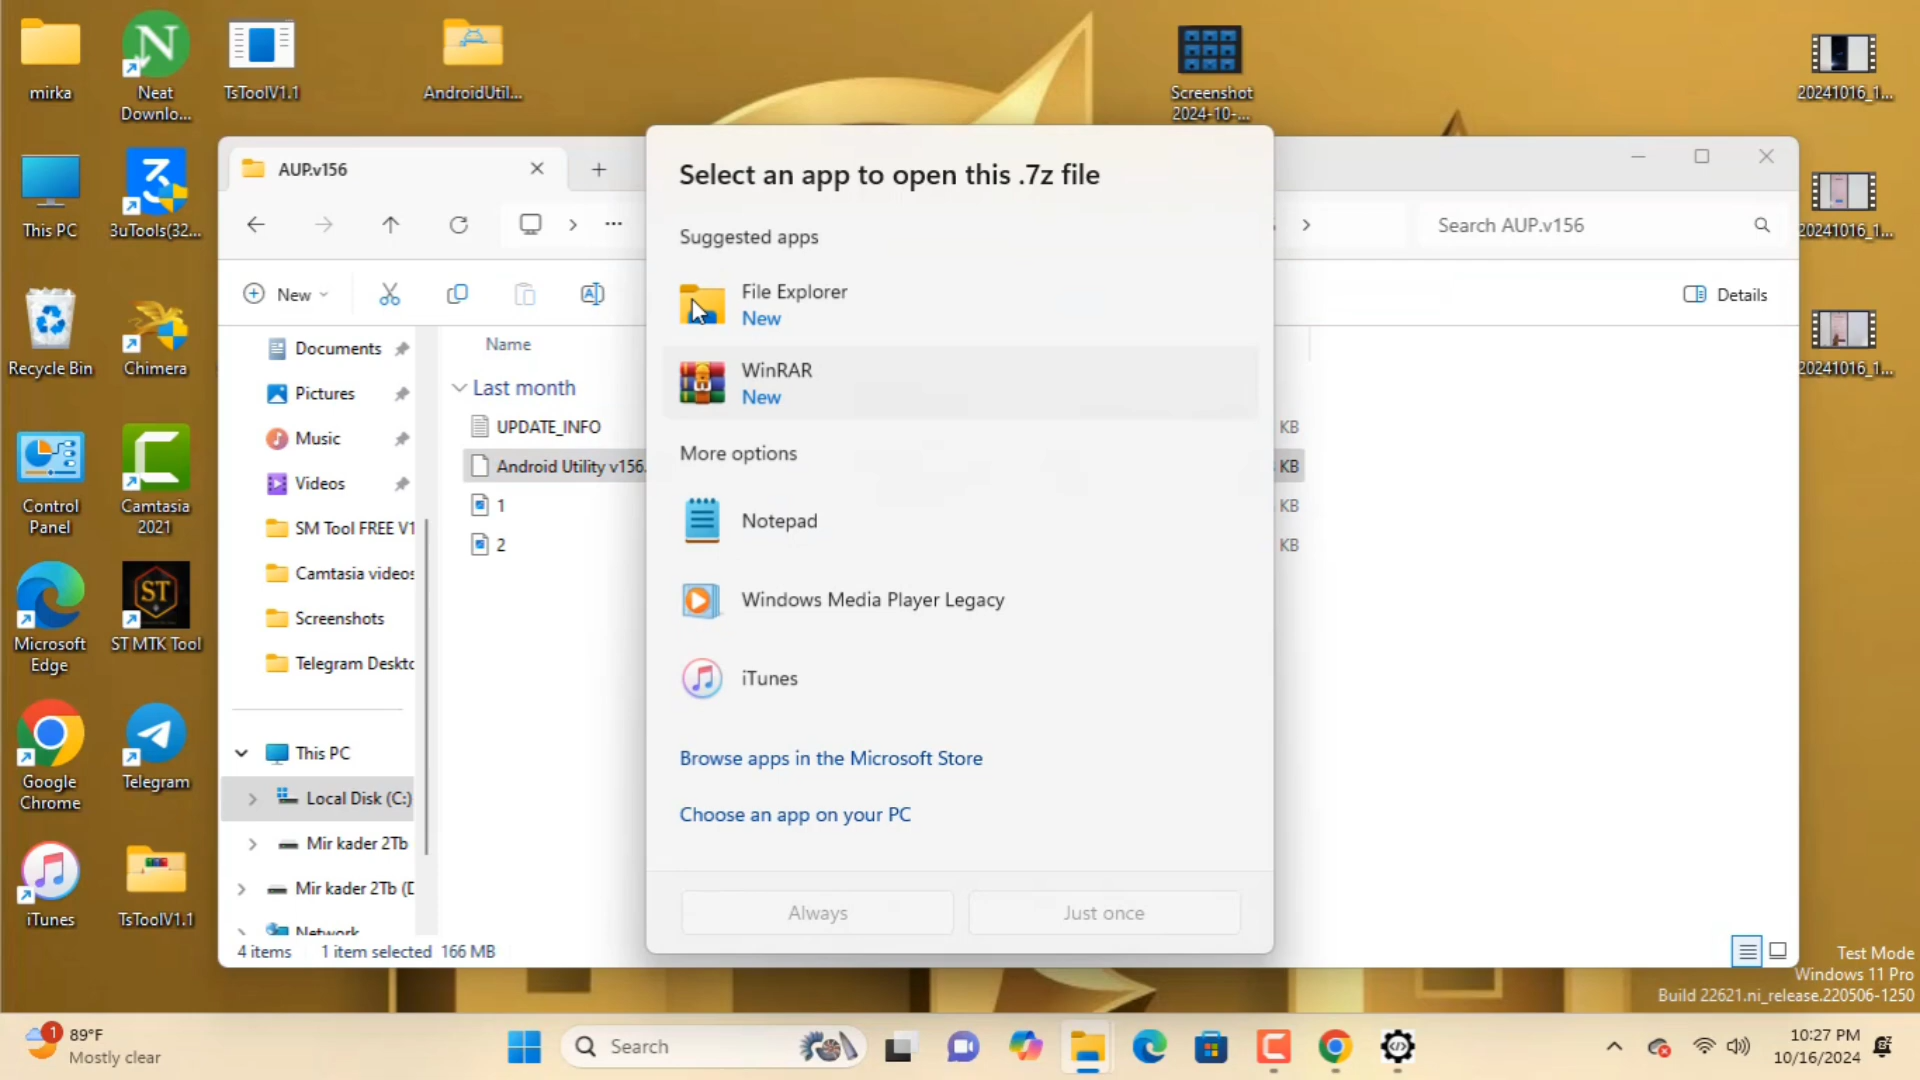 mirka
Neat
Downlo...
TsToolV1.1
AndroidUtil...
Screenshot
2024-10-...
20241016_1...
This PC
3uTools(32...
20241016_1...
Recycle Bin
Chimera
20241016_1...
Control
Panel
Camtasia
2021
Microsoft
Edge
ST
ST MTK Tool
Google
Chrome
Telegram
iTunes
TsToolV1.1
AUP.v156
Search AUP.v156
New
Details
Documents
Pictures
Music
Videos
SM Tool FREE V1
Camtasia videos
Screenshots
Telegram Deskto
This PC
Local Disk (C:)
Mir kader 2Tb
Mir kader 2Tb (D
Network
Name
Last month
UPDATE_INFO
KB
Android Utility v156.
KB
1
KB
2
KB
4 items
1 item selected
166 MB
Select an app to open this .7z file
Suggested apps
File Explorer
New
WinRAR
New
More options
Notepad
Windows Media Player Legacy
iTunes
Browse apps in the Microsoft Store
Choose an app on your PC
Always
Just once
Test Mode
Windows 11 Pro
Build 22621.ni_release.220506-1250
1
89°F
Mostly clear
Search
10:27 PM
10/16/2024